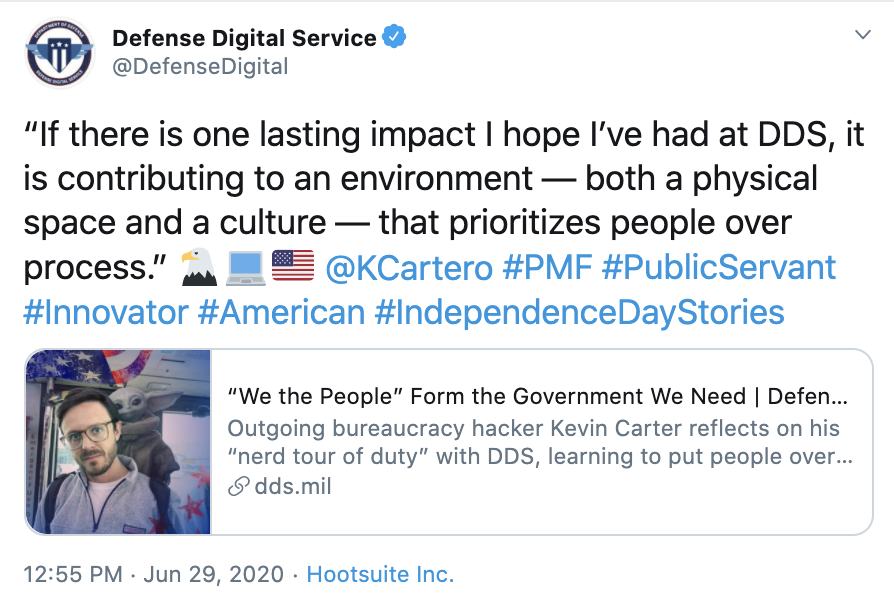 Defense Digital Service
@DefenseDigital
“If there is one lasting impact I hope I’ve had at DDS, it
is contributing to an environment — both a physical
space and a culture — that prioritizes people over
process.” 🦅 💻 🇺🇸 @KCartero #PMF #PublicServant
#Innovator #American #IndependenceDayStories
“We the People” Form the Government We Need | Defen...
Outgoing bureaucracy hacker Kevin Carter reflects on his
“nerd tour of duty” with DDS, learning to put people over...
dds.mil
12:55 PM · Jun 29, 2020 · Hootsuite Inc.